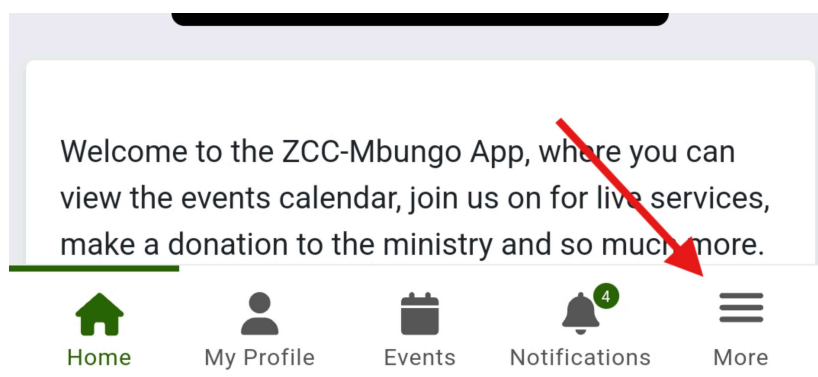 Welcome to the ZCC-Mbungo App, where you can
view the events calendar, join us on for live services,
make a donation to the ministry and so much more.
4
Home My Profile Events Notifications More